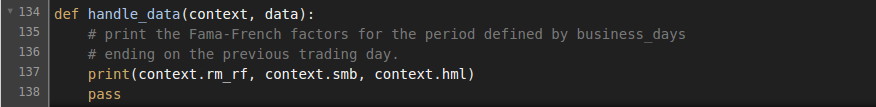 134 def handle_data(context, data):
135     # print the Fama-French factors for the period defined by business_days
136     # ending on the previous trading day.
137     print(context.rm_rf, context.smb, context.hml)
138     pass